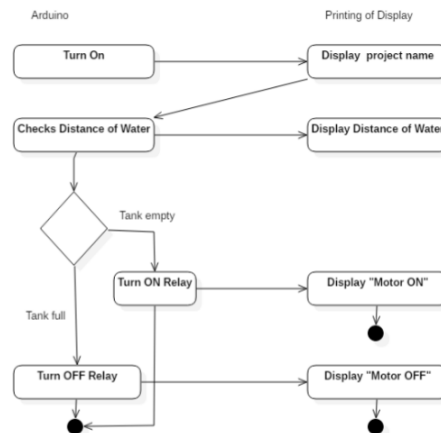 Arduino
Printing of Display
Turn On
Display project name
Checks Distance of Water
Display Distance of Water
Tank empty
Turn ON Relay
Display "Motor ON"
Tank full
Turn OFF Relay
Display "Motor OFF"